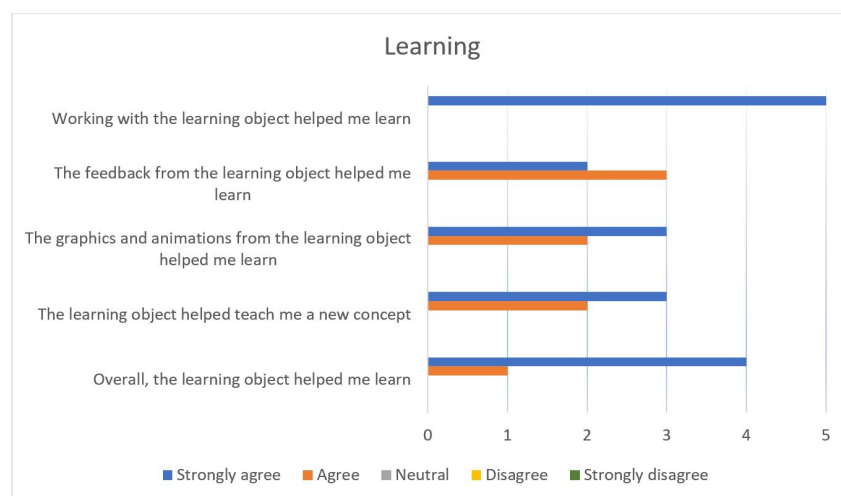 Learning
Working with the learning object helped me learn
The feedback from the learning object helped me
learn
The graphics and animations from the learning object
helped me learn
The learning object helped teach me a new concept
Overall, the learning object helped me learn
0 1 2 3 4 5
Strongly agree Agree Neutral Disagree Strongly disagree